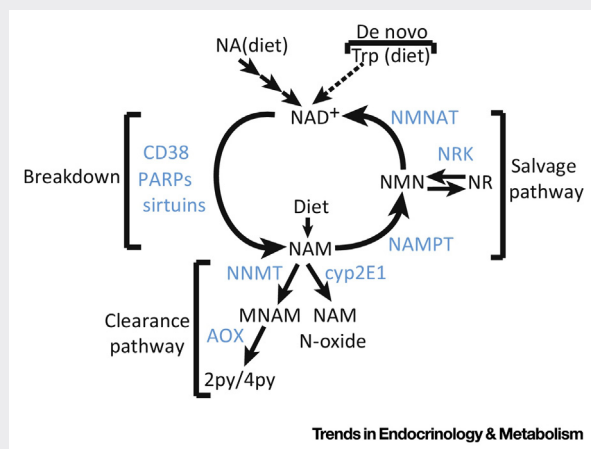 De novo
NA(diet)
Trp (diet)
NAD+
NMNAT
CD38
NRK
Breakdown
PARPs
NMN
NR
Salvage
pathway
sirtuins
Diet
NAM
NAMPT
NNMT
cyp2E1
Clearance
pathway
MNAM
NAM
N-oxide
AOX
2py/4py
Trends in Endocrinology & Metabolism